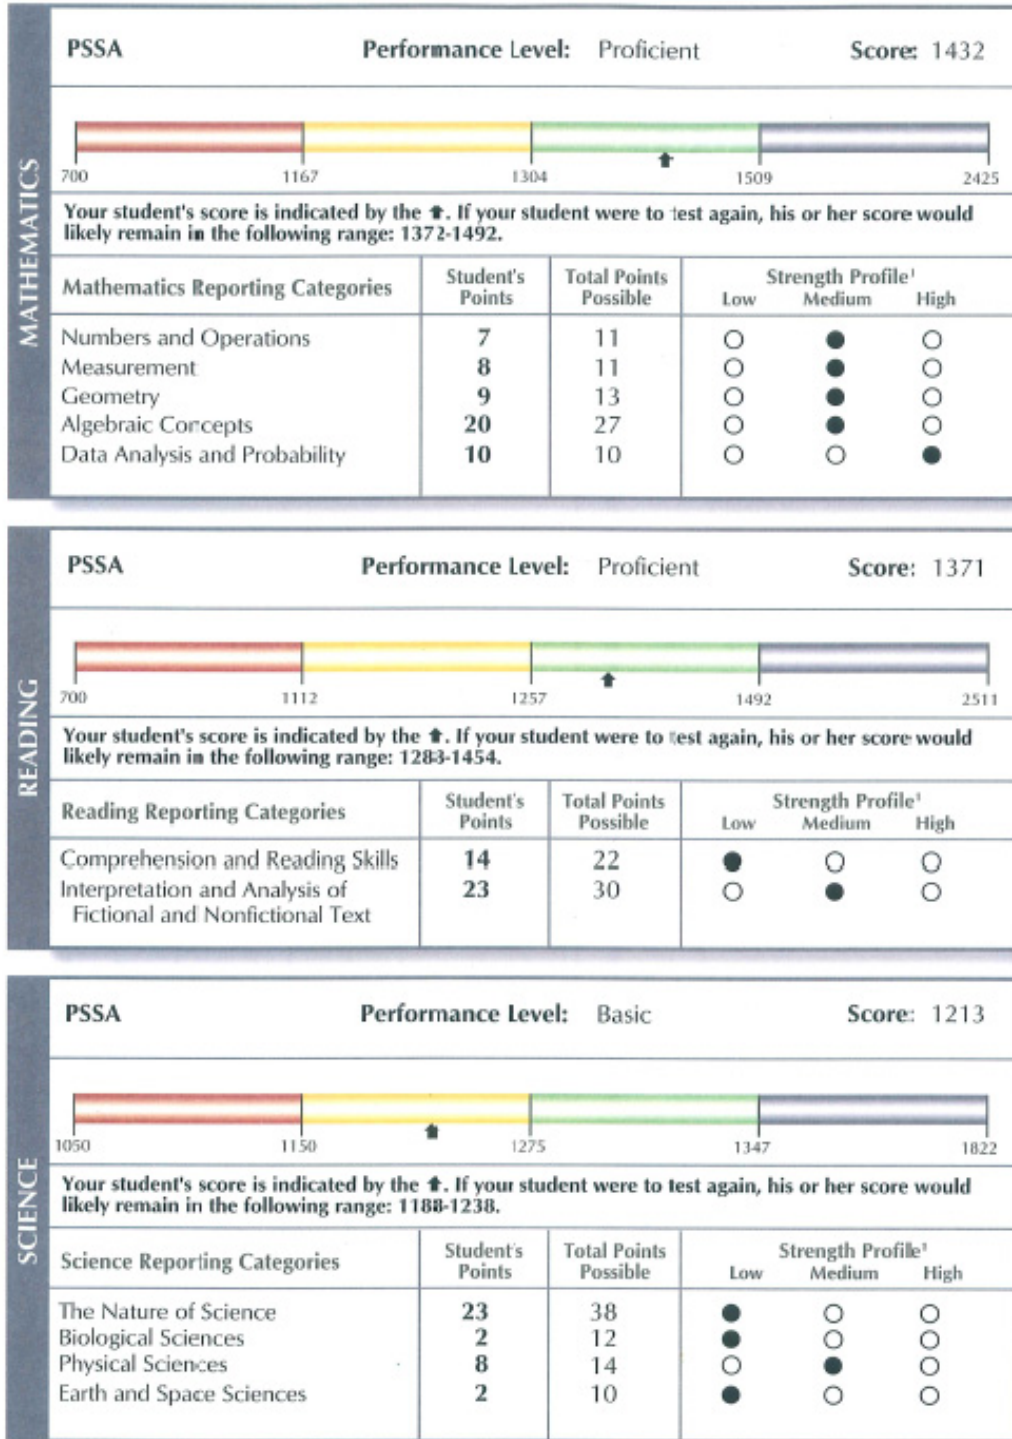 MATHEMATICS
PSSA Performance Level: Proficient Score: 1432
700 1167 1304 1509 2425
Your student's score is indicated by the ⬆. If your student were to test again, his or her score would
likely remain in the following range: 1372-1492.
Mathematics Reporting Categories Student's Points Total Points Possible Strength Profile¹ Low Medium High
Numbers and Operations 7 11 ○ ● ○
Measurement 8 11 ○ ● ○
Geometry 9 13 ○ ● ○
Algebraic Concepts 20 27 ○ ● ○
Data Analysis and Probability 10 10 ○ ○ ●
READING
PSSA Performance Level: Proficient Score: 1371
700 1112 1257 1492 2511
Your student's score is indicated by the ⬆. If your student were to test again, his or her score would
likely remain in the following range: 1283-1454.
Reading Reporting Categories Student's Points Total Points Possible Strength Profile¹ Low Medium High
Comprehension and Reading Skills 14 22 ● ○ ○
Interpretation and Analysis of 23 30 ○ ● ○
Fictional and Nonfictional Text
SCIENCE
PSSA Performance Level: Basic Score: 1213
1050 1150 1275 1347 1822
Your student's score is indicated by the ⬆. If your student were to test again, his or her score would
likely remain in the following range: 1188-1238.
Science Reporting Categories Student's Points Total Points Possible Strength Profile¹ Low Medium High
The Nature of Science 23 38 ● ○ ○
Biological Sciences 2 12 ● ○ ○
Physical Sciences 8 14 ○ ● ○
Earth and Space Sciences 2 10 ● ○ ○